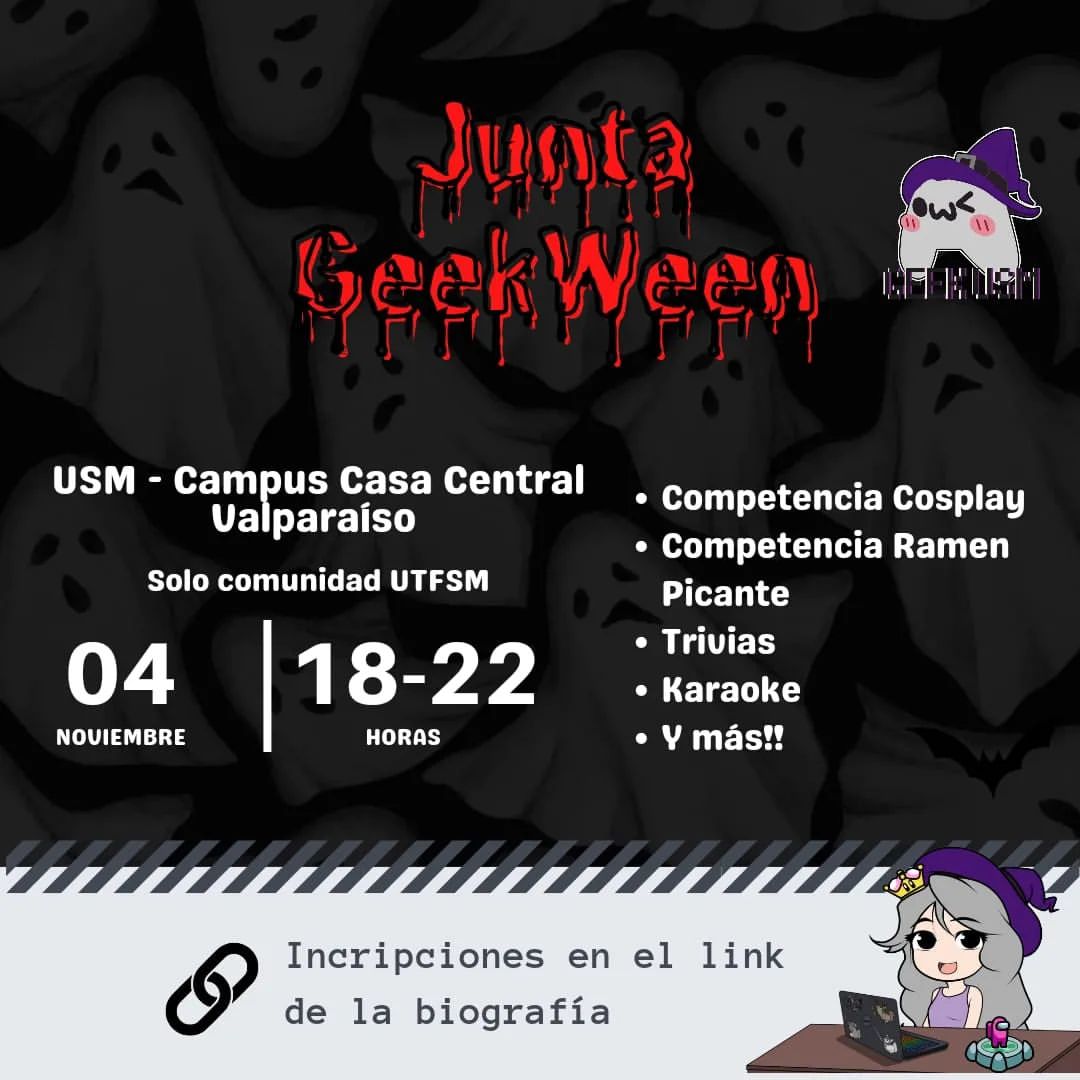 Junta
GeekWeen
GEEKUSM
USM - Campus Casa Central
Valparaíso
Solo comunidad UTFSM
04
NOVIEMBRE
18-22
HORAS
• Competencia Cosplay
• Competencia Ramen
Picante
• Trivias
• Karaoke
• Y más!!
Incripciones en el link
de la biografía